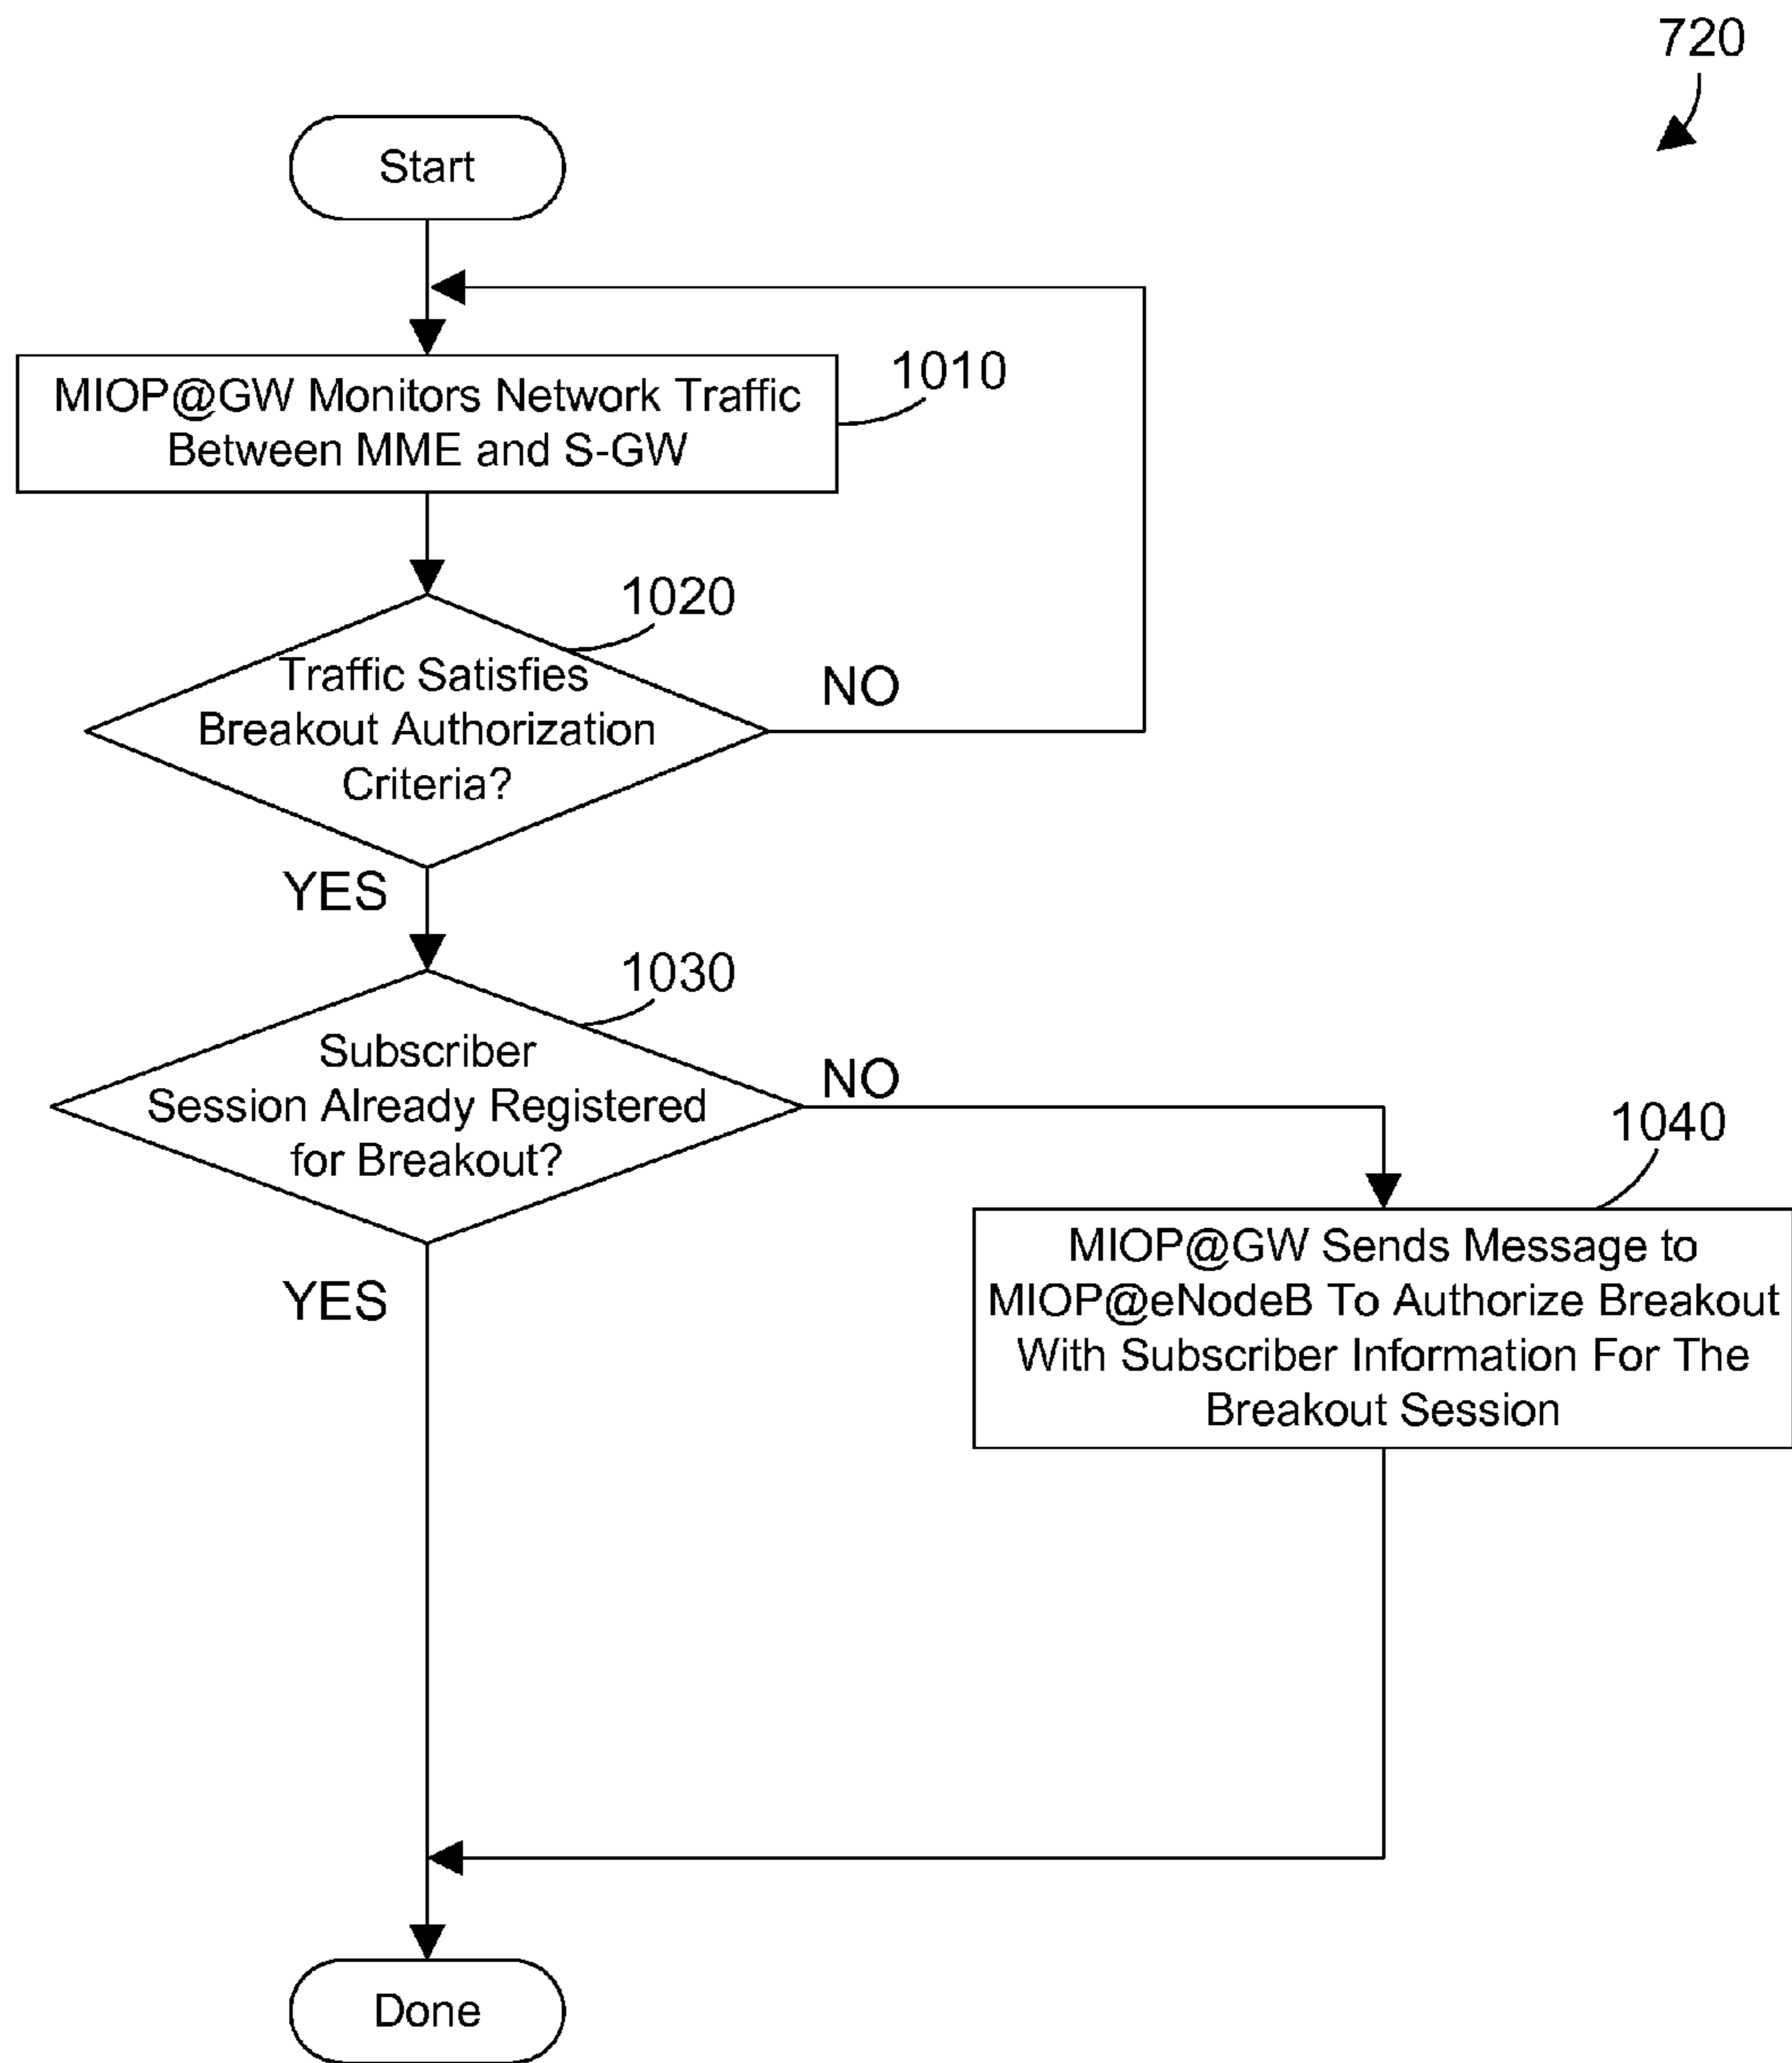 720
Start
MIOP@GW Monitors Network Traffic
Between MME and S-GW
1010
Traffic Satisfies
Breakout Authorization
Criteria?
1020
NO
YES
Subscriber
Session Already Registered
for Breakout?
1030
NO
YES
1040
MIOP@GW Sends Message to
MIOP@eNodeB To Authorize Breakout
With Subscriber Information For The
Breakout Session
Done